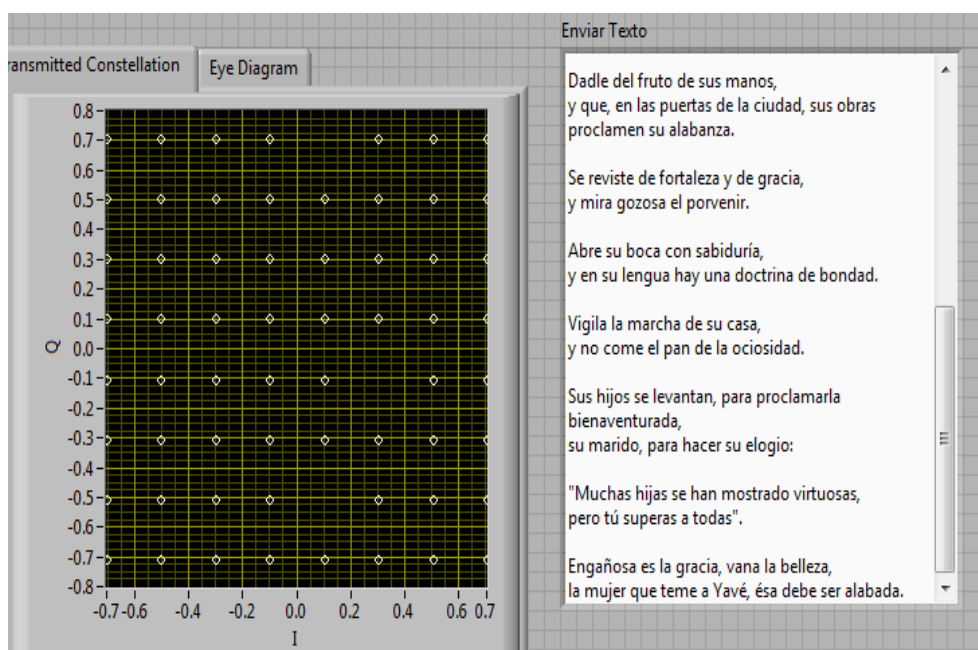 ransmitted Constellation
Eye Diagram
0.8
0.7
0.6
0.5
0.4
0.3
0.2
0.1
0.0
-0.1
-0.2
-0.3
-0.4
-0.5
-0.6
-0.7
-0.8
Q
-0.7 -0.6 -0.4 -0.2 0.0 0.2 0.4 0.6 0.7
I
Enviar Texto
Dadle del fruto de sus manos,
y que, en las puertas de la ciudad, sus obras
proclamen su alabanza.
Se reviste de fortaleza y de gracia,
y mira gozosa el porvenir.
Abre su boca con sabiduría,
y en su lengua hay una doctrina de bondad.
Vigila la marcha de su casa,
y no come el pan de la ociosidad.
Sus hijos se levantan, para proclamarla
bienaventurada,
su marido, para hacer su elogio:
"Muchas hijas se han mostrado virtuosas,
pero tú superas a todas".
Engañosa es la gracia, vana la belleza,
la mujer que teme a Yavé, ésa debe ser alabada.